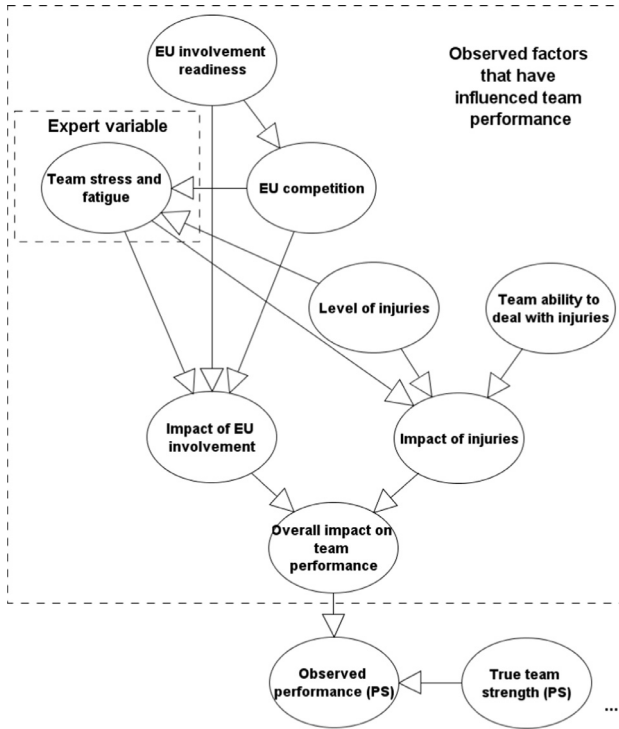 EU involvement
readiness
Observed factors
that have
influenced team
performance
Expert variable
Team stress and
fatigue
EU competition
Level of injuries
Team ability to
deal with injuries
Impact of EU
involvement
Impact of injuries
Overall impact on
team
performance
Observed
performance (PS)
True team
strength (PS)
...